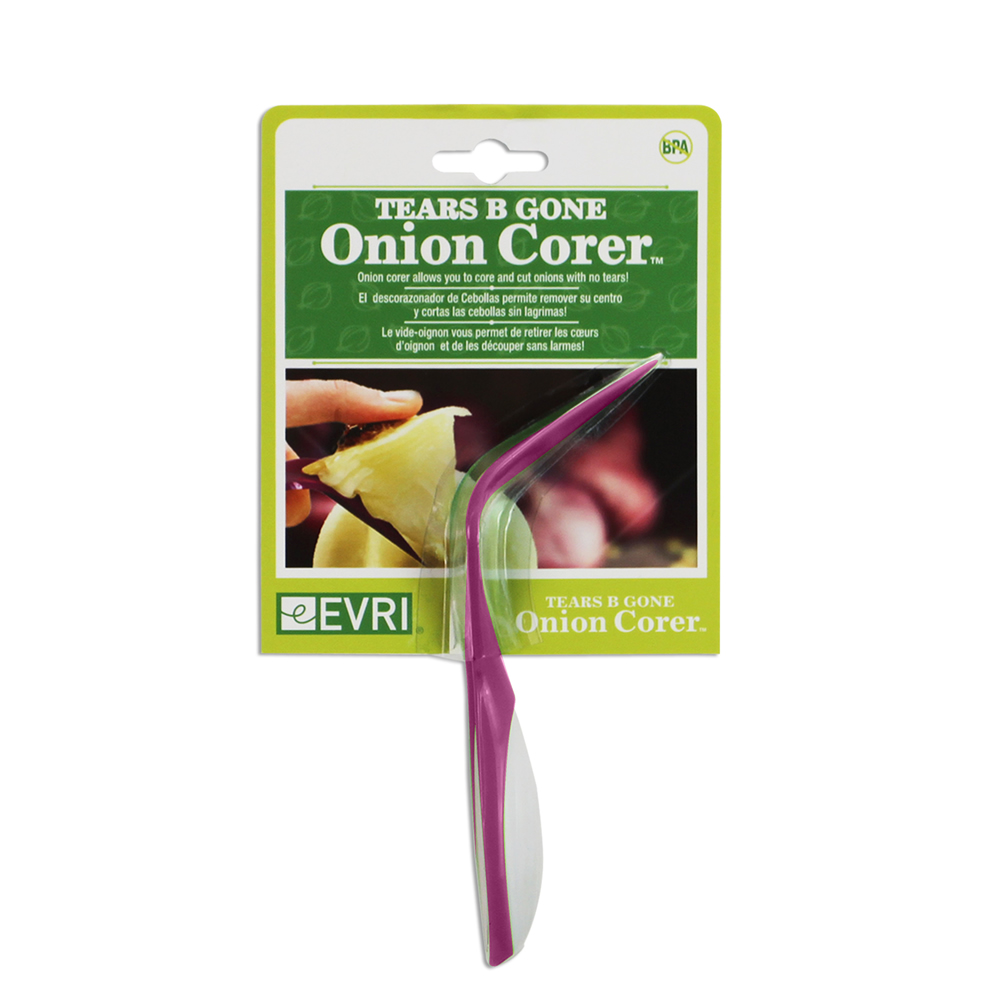 BPA
TEARS B GONE
Onion Corer™
Onion corer allows you to core and cut onions with no tears!
El descorazonador de Cebollas permite remover su centro
y cortas las cebollas sin lagrimas!
Le vide-oignon vous permet de retirer les cœurs
d'oignon et de les découper sans larmes!
e EVRI®
TEARS B GONE
Onion Corer™